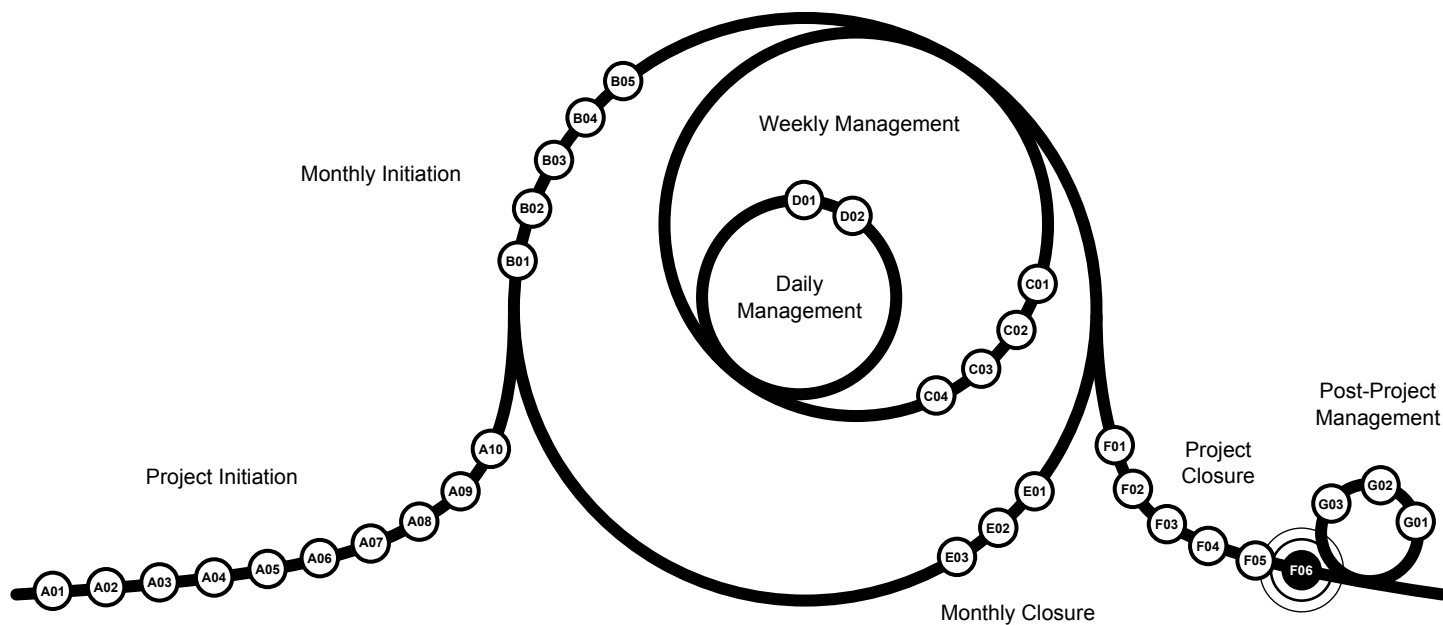 Project Initiation
A01
A02
A03
A04
A05
A06
A07
A08
A09
A10
Monthly Initiation
B01
B02
B03
B04
B05
Weekly Management
C01
C02
C03
C04
Daily
Management
D01
D02
Monthly Closure
E01
E02
E03
Project
Closure
F01
F02
F03
F04
F05
F06
Post-Project
Management
G01
G02
G03